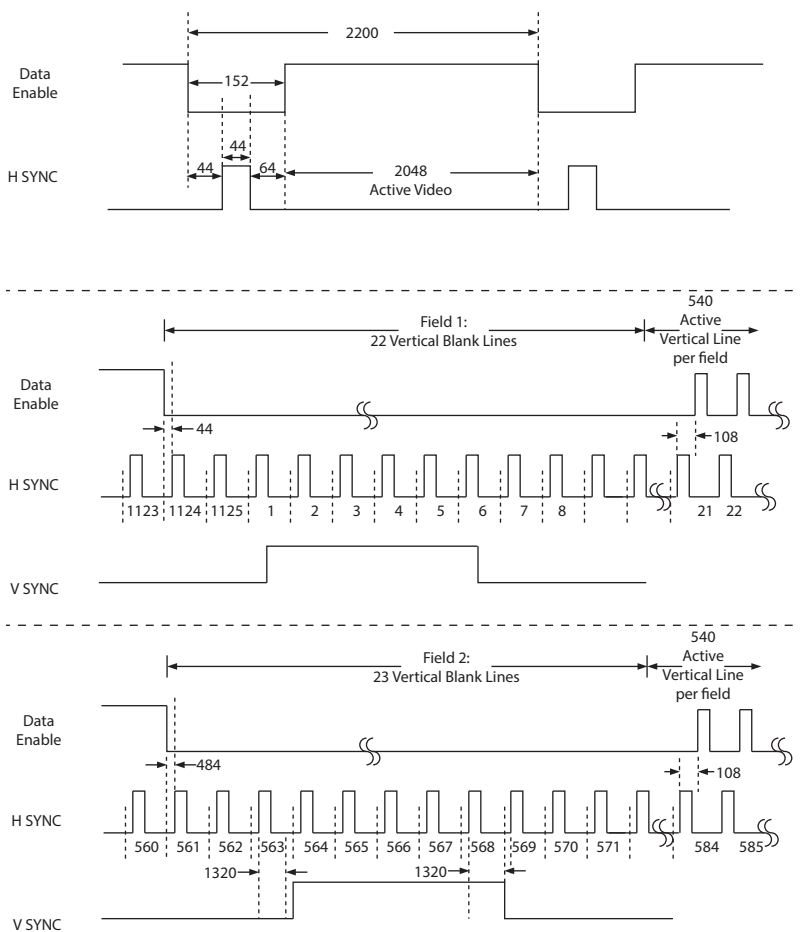 2200
Data
Enable
152
44
H SYNC
44
64
2048
Active Video
Field 1:
22 Vertical Blank Lines
540
Active
Vertical Line
per field
Data
Enable
44
108
H SYNC
1123 1124 1125 1 2 3 4 5 6 7 8 21 22
V SYNC
Field 2:
23 Vertical Blank Lines
540
Active
Vertical Line
per field
Data
Enable
484
108
H SYNC
560 561 562 563 564 565 566 567 568 569 570 571 584 585
1320 1320
V SYNC